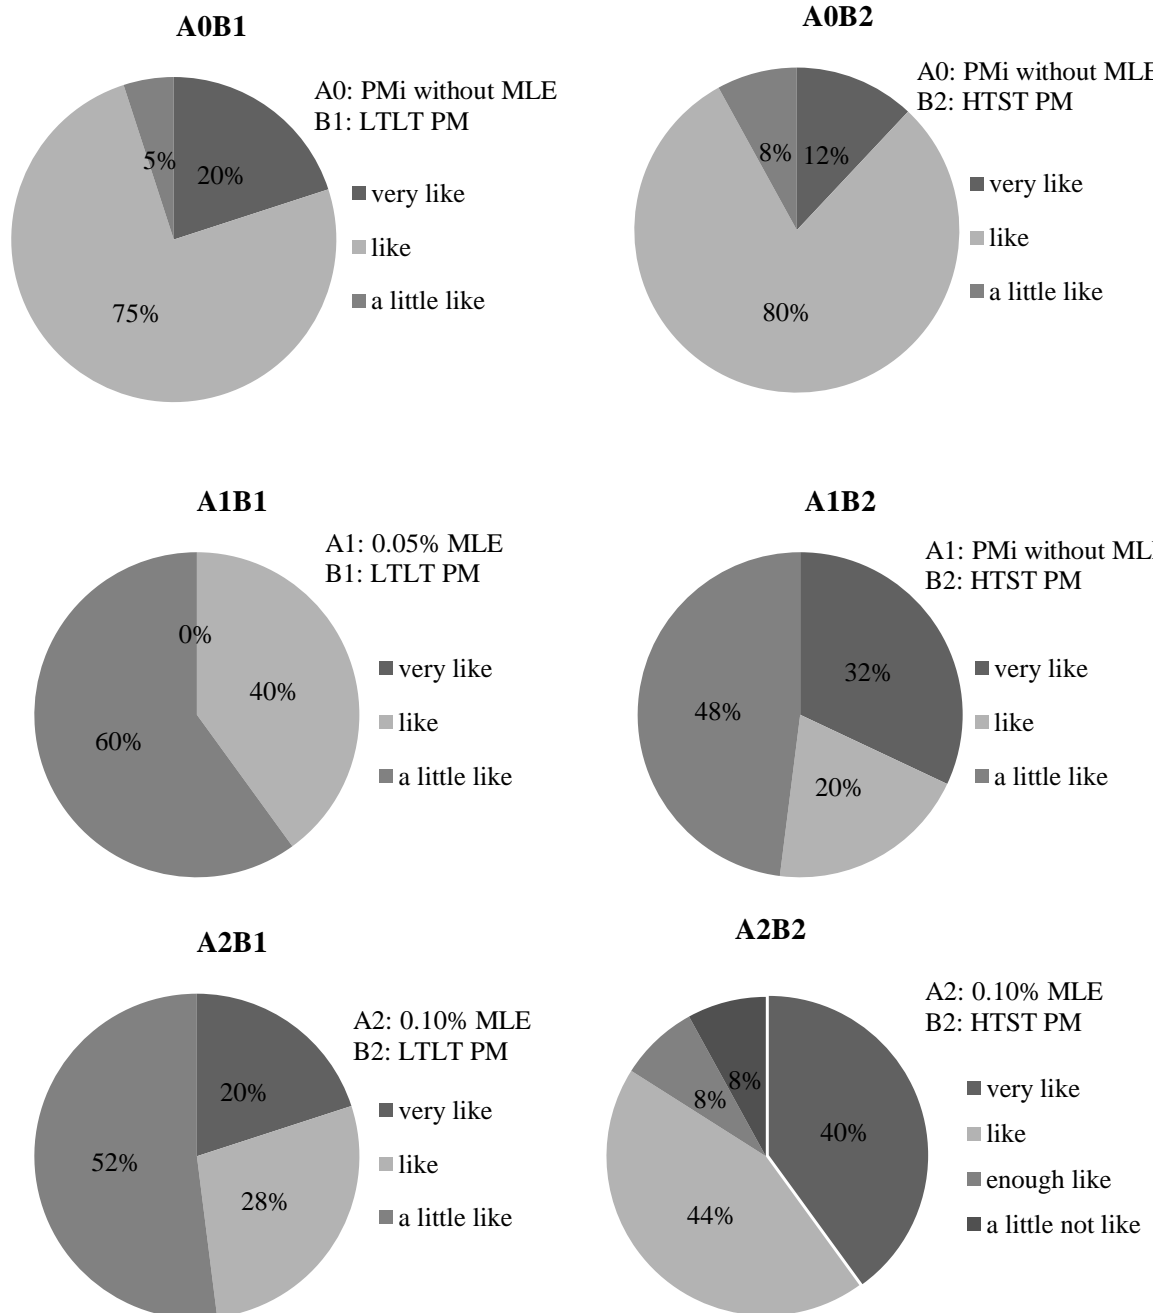 A0B1
A0: PMi without MLE
B1: LTLT PM
5%
20%
75%
very like
like
a little like
A0B2
A0: PMi without MLE
B2: HTST PM
8%
12%
80%
very like
like
a little like
A1B1
A1: 0.05% MLE
B1: LTLT PM
0%
40%
60%
very like
like
a little like
A1B2
A1: PMi without ML
B2: HTST PM
32%
48%
20%
very like
like
a little like
A2B1
A2: 0.10% MLE
B2: LTLT PM
20%
52%
28%
very like
like
a little like
A2B2
A2: 0.10% MLE
B2: HTST PM
8%
8%
40%
44%
very like
like
enough like
a little not like